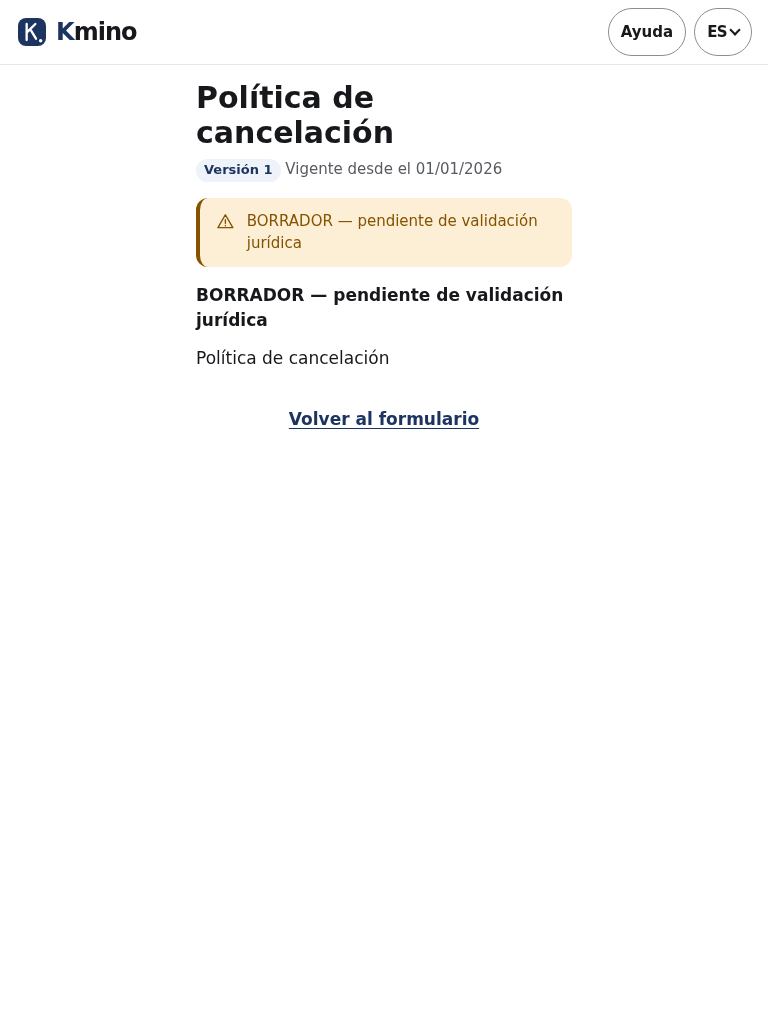 Kmino
Ayuda
ES
Política de
cancelación
Versión 1 Vigente desde el 01/01/2026
BORRADOR — pendiente de validación
jurídica
BORRADOR — pendiente de validación
jurídica
Política de cancelación
Volver al formulario